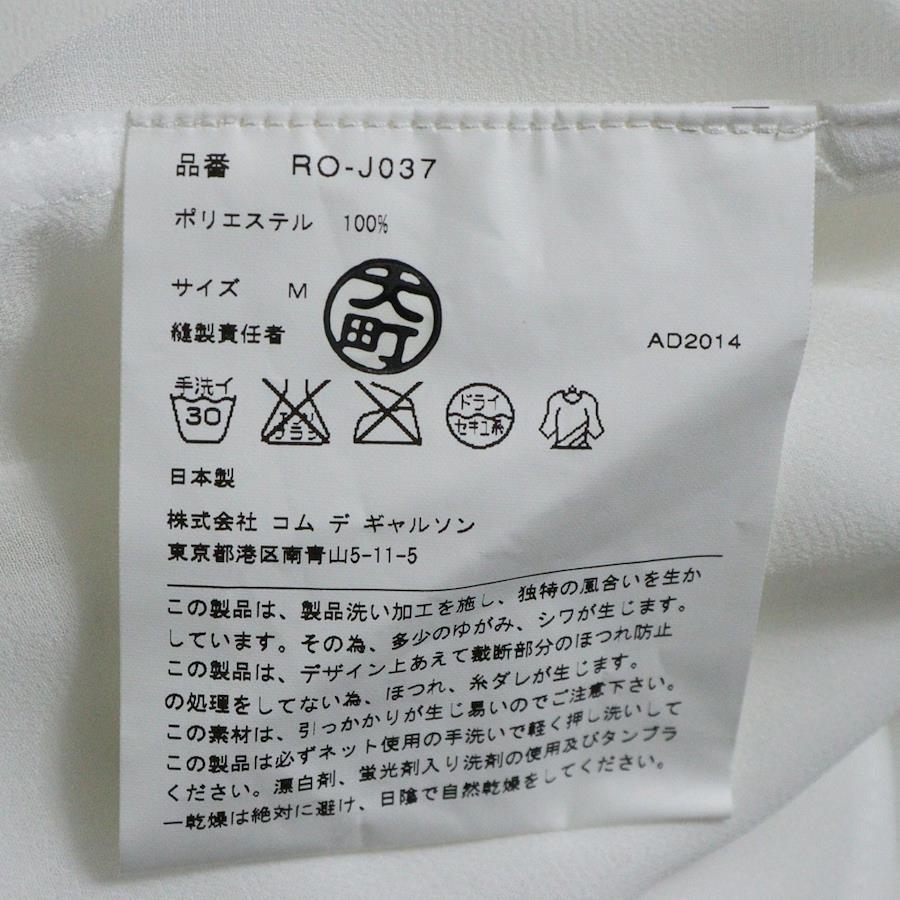 品番 RO-J037
ポリエステル 100%
サイズ M
大町
縫製責任者
AD2014
手洗イ
30
エンソ
サラシ
ドライ
セキユ系
日本製
株式会社 コム デ ギャルソン
東京都港区南青山5-11-5
この製品は、製品洗い加工を施し、独特の風合いを生か
しています。その為、多少のゆがみ、シワが生じます。
この製品は、デザイン上あえて裁断部分のほつれ防止
の処理をしてない為、ほつれ、糸ダレが生じます。
この素材は、引っかかりが生じ易いのでご注意下さい。
この製品は必ずネット使用の手洗いで軽く押し洗いして
ください。漂白剤、蛍光剤入り洗剤の使用及びタンブラ
ー乾燥は絶対に避け、日陰で自然乾燥をしてください。